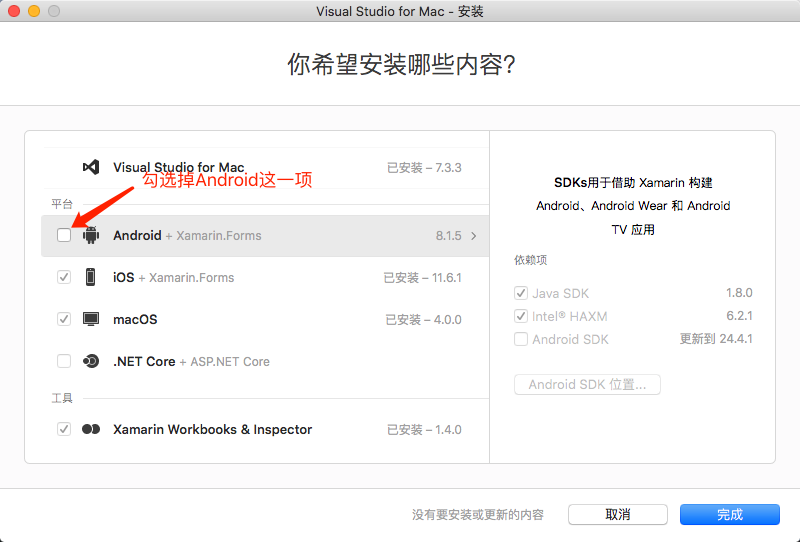 Visual Studio for Mac - 安装
你希望安装哪些内容?
Visual Studio for Mac 已安装 – 7.3.3
勾选掉Android这一项
平台
Android + Xamarin.Forms 8.1.5
iOS + Xamarin.Forms 已安装 – 11.6.1
macOS 已安装 – 4.0.0
.NET Core + ASP.NET Core
工具
Xamarin Workbooks & Inspector 已安装 – 1.4.0
SDKs用于借助 Xamarin 构建
Android、Android Wear 和 Android
TV 应用
依赖项
Java SDK 1.8.0
Intel® HAXM 6.2.1
Android SDK 更新到 24.4.1
Android SDK 位置...
没有要安装或更新的内容
取消
完成